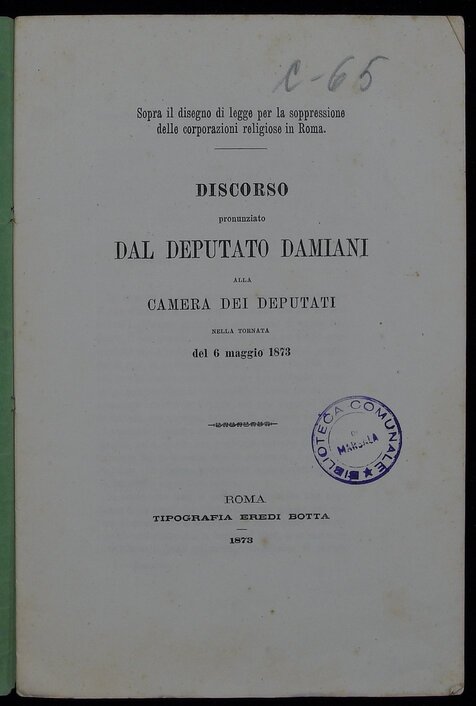 C-65
Sopra il disegno di legge per la soppressione
delle corporazioni religiose in Roma.
DISCORSO
pronunziato
DAL DEPUTATO DAMIANI
ALLA
CAMERA DEI DEPUTATI
NELLA TORNATA
del 6 maggio 1873
BIBLIOTECA COMUNALE
DI
MARSALA
ROMA
TIPOGRAFIA EREDI BOTTA
1873